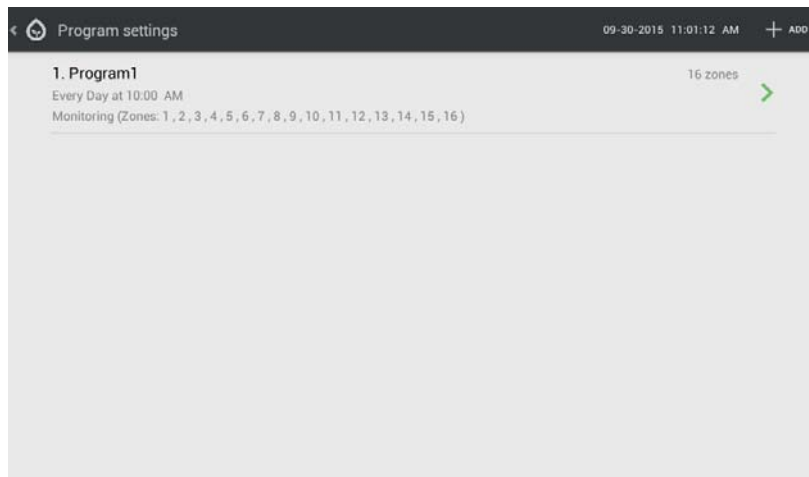 Program settings 09-30-2015 11:01:12 AM ADD
1. Program1 16 zones
Every Day at 10:00 AM
Monitoring (Zones: 1 , 2 , 3 , 4 , 5 , 6 , 7 , 8 , 9 , 10 , 11 , 12 , 13 , 14 , 15 , 16 )